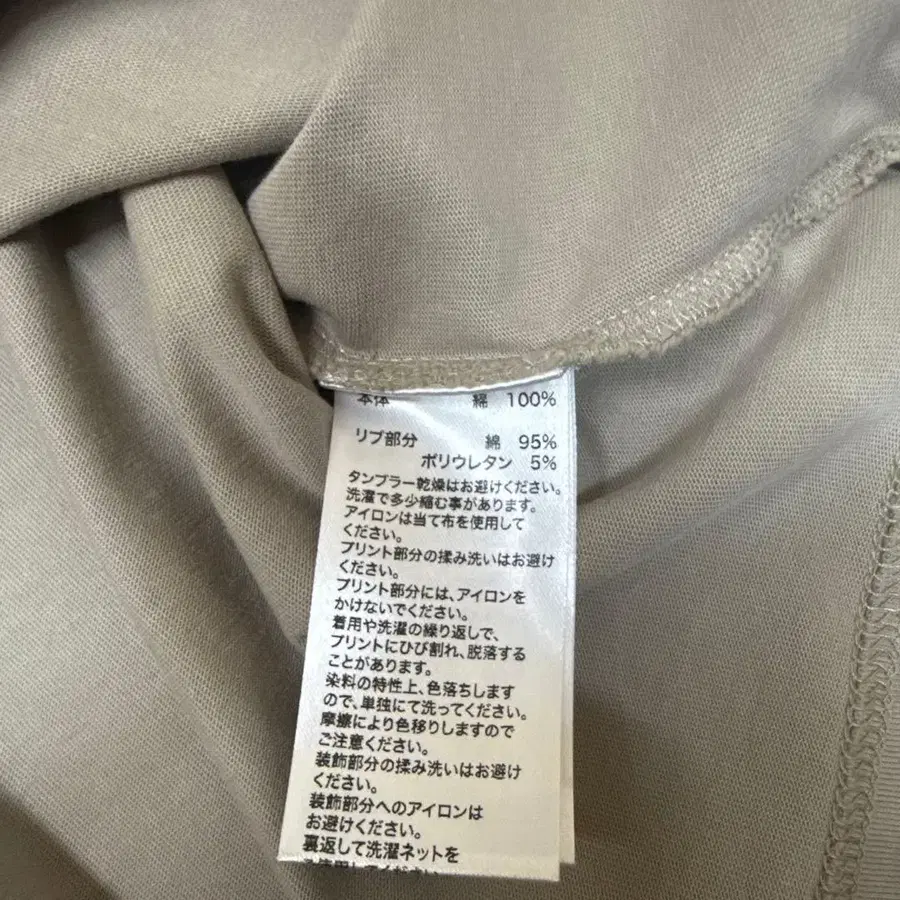 本体 綿 100%
リブ部分 綿 95%
ポリウレタン 5%
タンブラー乾燥はお避けください。
洗濯で多少縮む事があります。
アイロンは当て布を使用して
ください。
プリント部分の揉み洗いはお避け
ください。
プリント部分には、アイロンを
かけないでください。
着用や洗濯の繰り返しで、
プリントにひび割れ、脱落する
ことがあります。
染料の特性上、色落ちします
ので、単独にて洗ってください。
摩擦により色移りしますので
ご注意ください。
装飾部分の揉み洗いはお避け
ください。
装飾部分へのアイロンは
お避けください。
裏返して洗濯ネットを